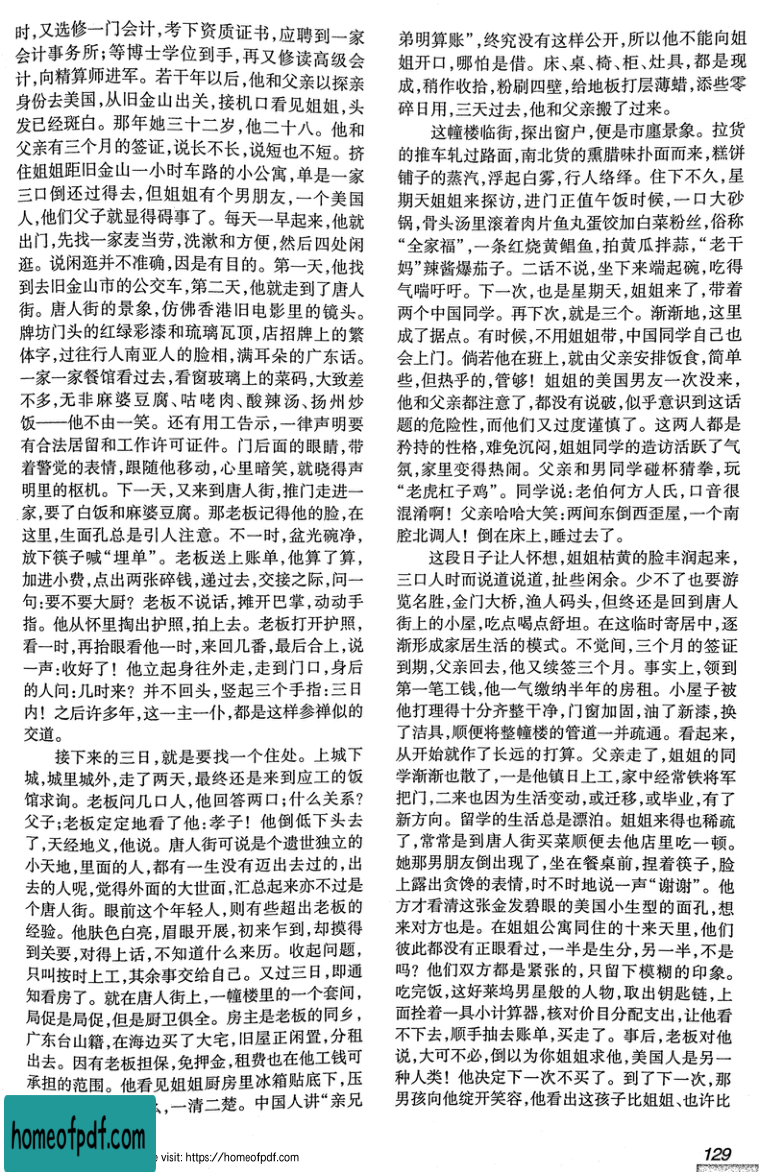 时,又选修一门会计,考下资质证书,应聘到一家
会计事务所;等博士学位到手,再又修读高级会
计,向精算师进军。若干年以后,他和父亲以探亲
身份去美国,从旧金山出关,接机口看见姐姐,头
发已经斑白。那年她三十二岁,他二十八。他和
父亲有三个月的签证,说长不长,说短也不短。挤
住姐姐距旧金山一小时车路的小公寓,单是一家
三口倒还过得去,但姐姐有个男朋友,一个美国
人,他们父子就显得碍事了。每天一早起来,他就
出门,先找一家麦当劳,洗漱和方便,然后四处闲
逛。说闲逛并不准确,因是有目的。第一天,他找
到去旧金山市的公交车,第二天,他就走到了唐人
街。唐人街的景象,仿佛香港旧电影里的镜头。
牌坊门头的红绿彩漆和琉璃瓦顶,店招牌上的繁
体字,过往行人南亚人的脸相,满耳朵的广东话。
一家一家餐馆看过去,看窗玻璃上的菜码,大致差
不多,无非麻婆豆腐、咕咾肉、酸辣汤、扬州炒
饭——他不由一笑。还有用工告示,一律声明要
有合法居留和工作许可证件。门后面的眼睛,带
着警觉的表情,跟随他移动,心里暗笑,就晓得声
明里的枢机。下一天,又来到唐人街,推门走进一
家,要了白饭和麻婆豆腐。那老板记得他的脸,在
这里,生面孔总是引人注意。不一时,盆光碗净,
放下筷子喊“埋单”。老板送上账单,他算了算,
加进小费,点出两张碎钱,递过去,交接之际,问一
句:要不要大厨?老板不说话,摊开巴掌,动动手
指。他从怀里掏出护照,拍上去。老板打开护照,
看一时,再抬眼看他一时,来回几番,最后合上,说
一声:收好了!他立起身往外走,走到门口,身后
的人问:几时来?并不回头,竖起三个手指:三日
内!之后许多年,这一主一仆,都是这样参禅似的
交道。
接下来的三日,就是要找一个住处。上城下
城,城里城外,走了两天,最终还是来到应工的饭
馆求询。老板问几口人,他回答两口;什么关系?
父子;老板定定地看了他:孝子!他倒低下头去
了,天经地义,他说。唐人街可说是个遗世独立的
小天地,里面的人,都有一生没有迈出去过的,出
去的人呢,觉得外面的大世面,汇总起来亦不过是
个唐人街。眼前这个年轻人,则有些超出老板的
经验。他肤色白亮,眉眼开展,初来乍到,却摸得
到关要,对得上话,不知道什么来历。收起问题,
只叫按时上工,其余事交给自己。又过三日,即通
知看房了。就在唐人街上,一幢楼里的一个套间,
局促是局促,但是厨卫俱全。房主是老板的同乡,
广东台山籍,在海边买了大宅,旧屋正闲置,分租
出去。因有老板担保,免押金,租费也在他工钱可
承担的范围。他看见姐姐厨房里冰箱贴底下,压
,一清二楚。中国人讲“亲兄
弟明算账”,终究没有这样公开,所以他不能向姐
姐开口,哪怕是借。床、桌、椅、柜、灶具,都是现
成,稍作收拾,粉刷四壁,给地板打层薄蜡,添些零
碎日用,三天过去,他和父亲搬了过来。
这幢楼临街,探出窗户,便是市廛景象。拉货
的推车轧过路面,南北货的熏腊味扑面而来,糕饼
铺子的蒸汽,浮起白雾,行人络绎。住下不久,星
期天姐姐来探访,进门正值午饭时候,一口大砂
锅,骨头汤里滚着肉片鱼丸蛋饺加白菜粉丝,俗称
“全家福”,一条红烧黄鲳鱼,拍黄瓜拌蒜,“老干
妈”辣酱爆茄子。二话不说,坐下来端起碗,吃得
气喘吁吁。下一次,也是星期天,姐姐来了,带着
两个中国同学。再下次,就是三个。渐渐地,这里
成了据点。有时候,不用姐姐带,中国同学自己也
会上门。倘若他在班上,就由父亲安排饭食,简单
些,但热乎的,管够!姐姐的美国男友一次没来,
他和父亲都注意了,都没有说破,似乎意识到这话
题的危险性,而他们又过度谨慎了。这两人都是
矜持的性格,难免沉闷,姐姐同学的造访活跃了气
氛,家里变得热闹。父亲和男同学碰杯猜拳,玩
“老虎杠子鸡”。同学说:老伯何方人氏,口音很
混淆啊!父亲哈哈大笑:两间东倒西歪屋,一个南
腔北调人!倒在床上,睡过去了。
这段日子让人怀想,姐姐枯黄的脸丰润起来,
三口人时而说道说道,扯些闲余。少不了也要游
览名胜,金门大桥,渔人码头,但终还是回到唐人
街上的小屋,吃点喝点舒坦。在这临时寄居中,逐
渐形成家居生活的模式。不觉间,三个月的签证
到期,父亲回去,他又续签三个月。事实上,领到
第一笔工钱,他一气缴纳半年的房租。小屋子被
他打理得十分齐整干净,门窗加固,油了新漆,换
了洁具,顺便将整幢楼的管道一并疏通。看起来,
从开始就作了长远的打算。父亲走了,姐姐的同
学渐渐也散了,一是他镇日上工,家中经常铁将军
把门,二来也因为生活变动,或迁移,或毕业,有了
新方向。留学的生活总是漂泊。姐姐来得也稀疏
了,常常是到唐人街买菜顺便去他店里吃一顿。
她那男朋友倒出现了,坐在餐桌前,捏着筷子,脸
上露出贪馋的表情,时不时地说一声“谢谢”。他
方才看清这张金发碧眼的美国小生型的面孔,想
来对方也是。在姐姐公寓同住的十来天里,他们
彼此都没有正眼看过,一半是生分,另一半,不是
吗?他们双方都是紧张的,只留下模糊的印象。
吃完饭,这好莱坞男星般的人物,取出钥匙链,上
面拴着一具小计算器,核对价目分配支出,让他看
不下去,顺手抽去账单,买走了。事后,老板对他
说,大可不必,倒以为你姐姐求他,美国人是另一
种人类!他决定下一次不买了。到了下一次,那
男孩向他绽开笑容,他看出这孩子比姐姐、也许比
homeofpdf.com
e visit: https://homeofpdf.com
129